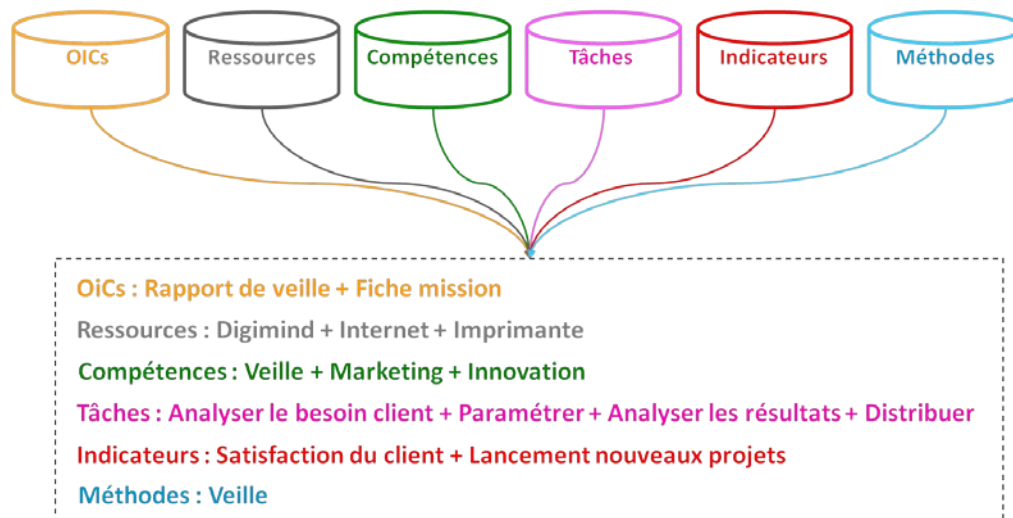 OICs
Ressources
Compétences
Tâches
Indicateurs
Méthodes
OiCs : Rapport de veille + Fiche mission
Ressources : Digimind + Internet + Imprimante
Compétences : Veille + Marketing + Innovation
Tâches : Analyser le besoin client + Paramétrer + Analyser les résultats + Distribuer
Indicateurs : Satisfaction du client + Lancement nouveaux projets
Méthodes : Veille